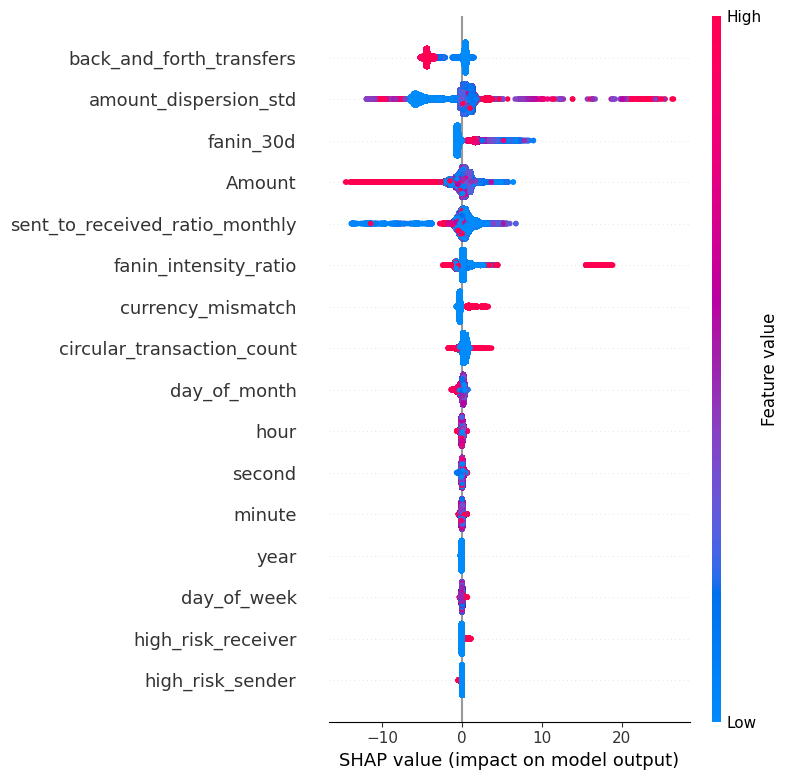 High
back_and_forth_transfers
amount_dispersion_std
fanin_30d
Amount
sent_to_received_ratio_monthly
fanin_intensity_ratio
currency_mismatch
circular_transaction_count
day_of_month
hour
second
minute
year
day_of_week
high_risk_receiver
high_risk_sender
Feature value
Low
−10 0 10 20
SHAP value (impact on model output)